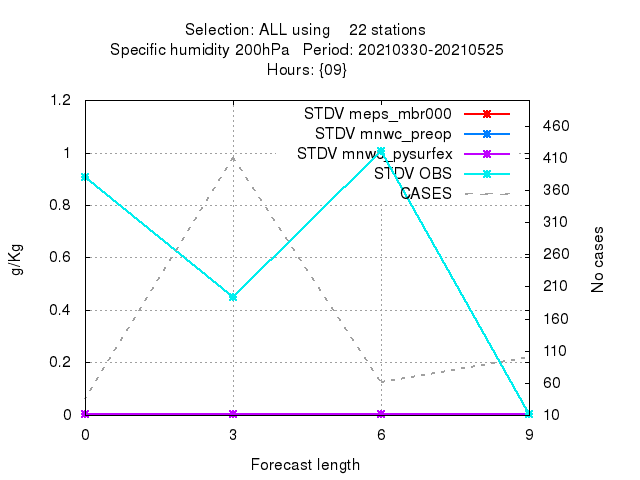 Selection: ALL using 22 stations
Specific humidity 200hPa Period: 20210330-20210525
Hours: {09}
STDV meps_mbr000
STDV mnwc_preop
STDV mnwc_pysurfex
STDV OBS
CASES
1.2
1
0.8
0.6
0.4
0.2
0
g/Kg
460
410
360
310
260
210
160
110
60
10
No cases
0 3 6 9
Forecast length